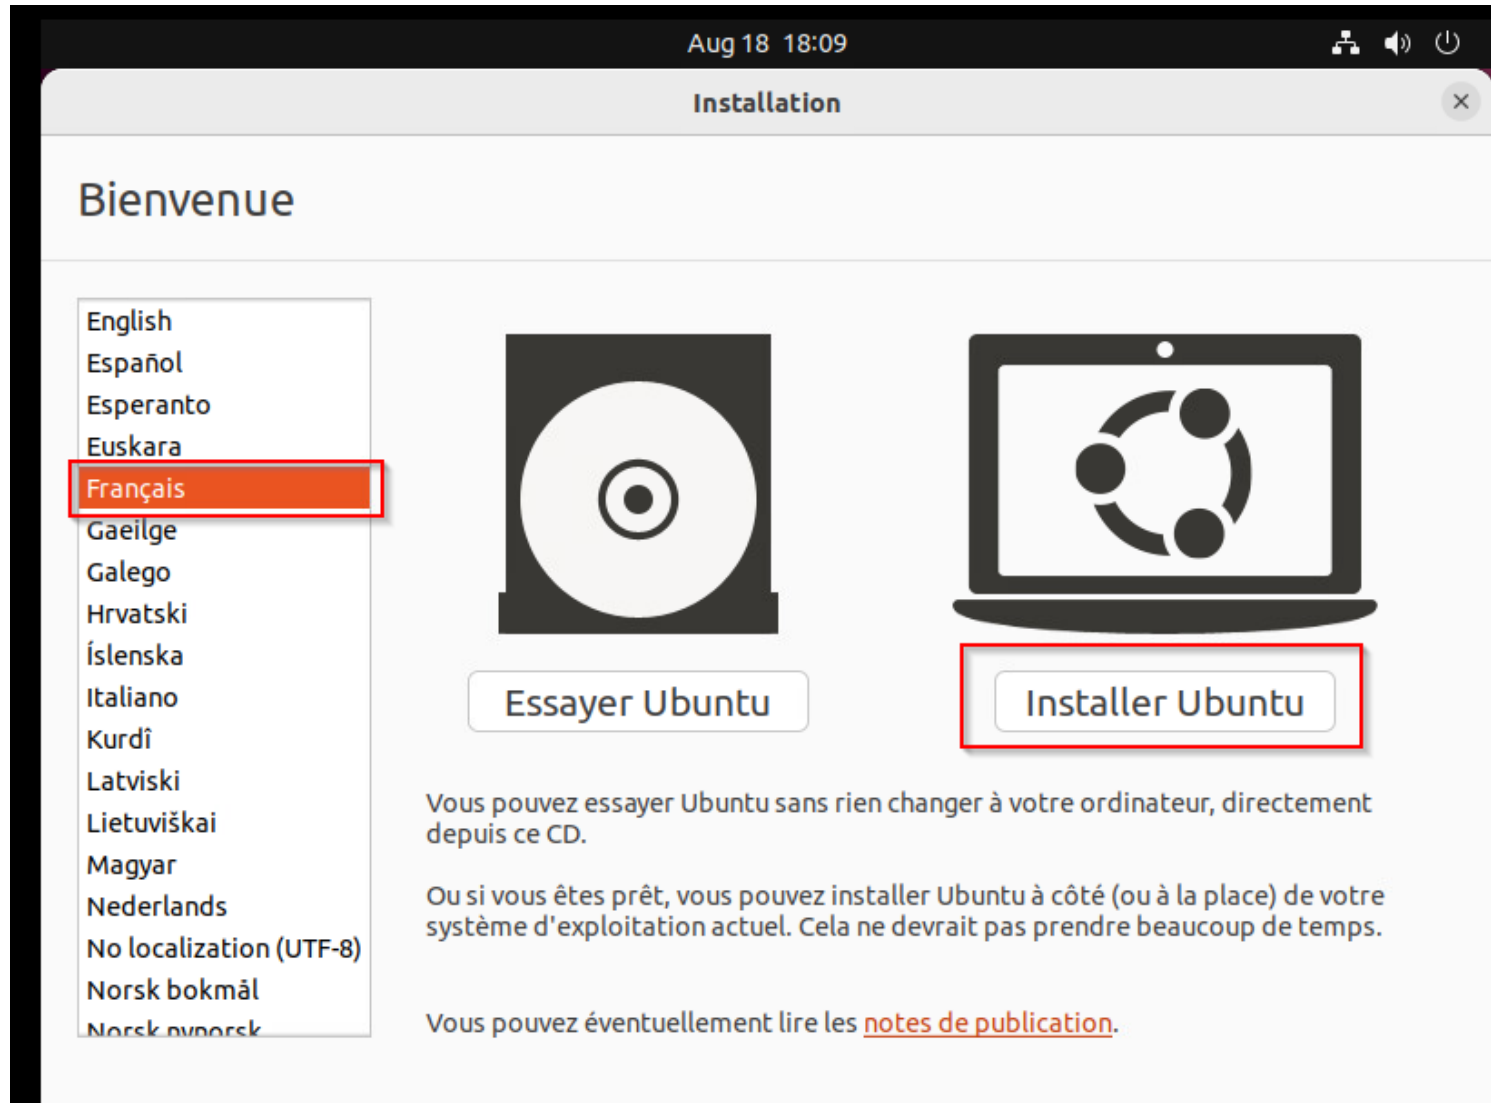 Aug 18 18:09
Installation
Bienvenue
English
Español
Esperanto
Euskara
Français
Gaeilge
Galego
Hrvatski
Íslenska
Italiano
Kurdî
Latviski
Lietuviškai
Magyar
Nederlands
No localization (UTF-8)
Norsk bokmål
Norsk nynorsk
Essayer Ubuntu
Installer Ubuntu
Vous pouvez essayer Ubuntu sans rien changer à votre ordinateur, directement
depuis ce CD.
Ou si vous êtes prêt, vous pouvez installer Ubuntu à côté (ou à la place) de votre
système d'exploitation actuel. Cela ne devrait pas prendre beaucoup de temps.
Vous pouvez éventuellement lire les notes de publication.